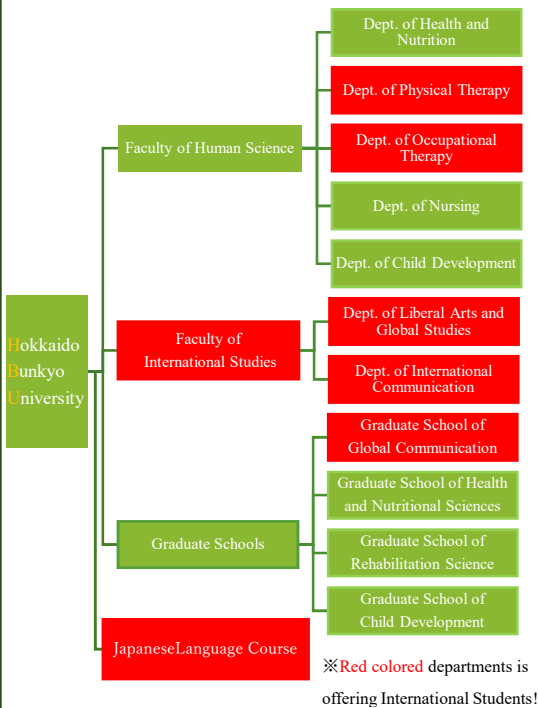 Hokkaido
Bunkyo
University
Faculty of Human Science
Dept. of Health and
Nutrition
Dept. of Physical Therapy
Dept. of Occupational
Therapy
Dept. of Nursing
Dept. of Child Development
Faculty of
International Studies
Dept. of Liberal Arts and
Global Studies
Dept. of International
Communication
Graduate Schools
Graduate School of
Global Communication
Graduate School of Health
and Nutritional Sciences
Graduate School of
Rehabilitation Science
Graduate School of
Child Development
JapaneseLanguage Course
※Red colored departments is
offering International Students!